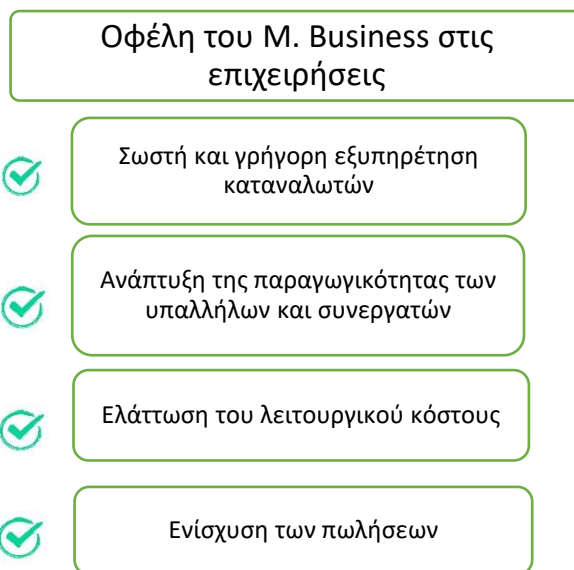 Οφέλη του M. Business στις
επιχειρήσεις
Σωστή και γρήγορη εξυπηρέτηση
καταναλωτών
Ανάπτυξη της παραγωγικότητας των
υπαλλήλων και συνεργατών
Ελάττωση του λειτουργικού κόστους
Ενίσχυση των πωλήσεων